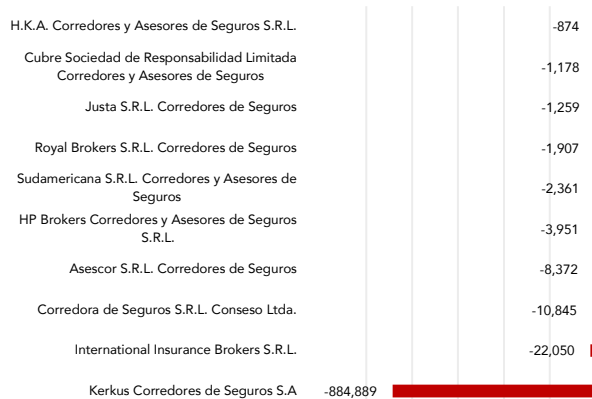 H.K.A. Corredores y Asesores de Seguros S.R.L. -874
Cubre Sociedad de Responsabilidad Limitada
Corredores y Asesores de Seguros -1,178
Justa S.R.L. Corredores de Seguros -1,259
Royal Brokers S.R.L. Corredores de Seguros -1,907
Sudamericana S.R.L. Corredores y Asesores de
Seguros -2,361
HP Brokers Corredores y Asesores de Seguros
S.R.L. -3,951
Asescor S.R.L. Corredores de Seguros -8,372
Corredora de Seguros S.R.L. Conseso Ltda. -10,845
International Insurance Brokers S.R.L. -22,050
Kerkus Corredores de Seguros S.A -884,889